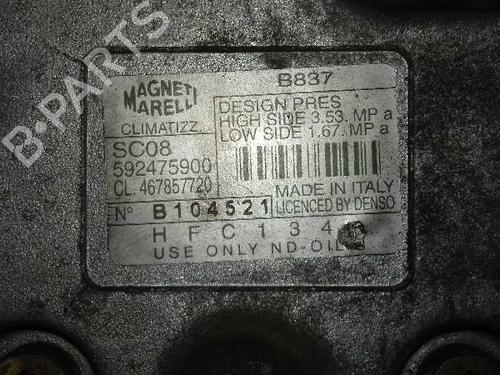 B-PARTS
MAGNETI
MARELLI
CLIMATIZZ
B837
DESIGN PRES
HIGH SIDE 3.53. MP a
LOW SIDE 1.67. MP a
SC08
592475900
CL. 467857720
MADE IN ITALY
LICENCED BY DENSO
Nº B104521
HFC134
USE ONLY ND-OIL